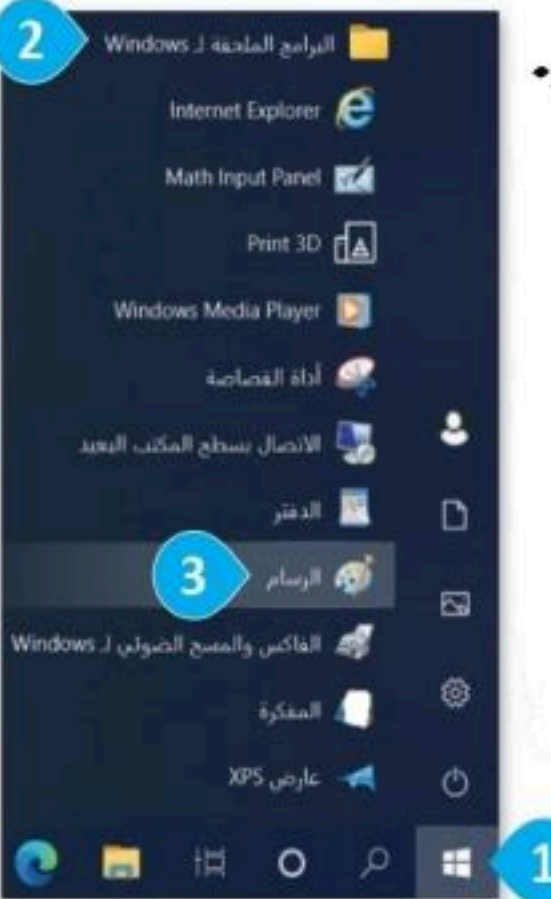 2
البرامج الملحقة لـ Windows
Internet Explorer
Math Input Panel
Print 3D
Windows Media Player
أداة القصاصة
الاتصال بسطح المكتب البعيد
الدفتر
3
الرسام
الفاكس والمسح الضوئي لـ Windows
المفكرة
عارض XPS
1